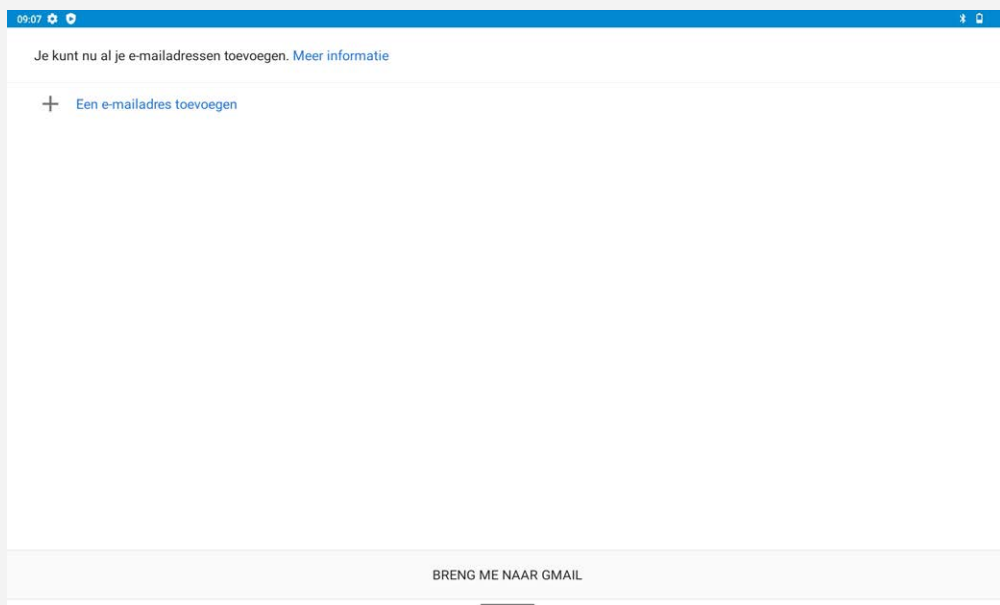 09:07
Je kunt nu al je e-mailadressen toevoegen. Meer informatie
Een e-mailadres toevoegen
BRENG ME NAAR GMAIL